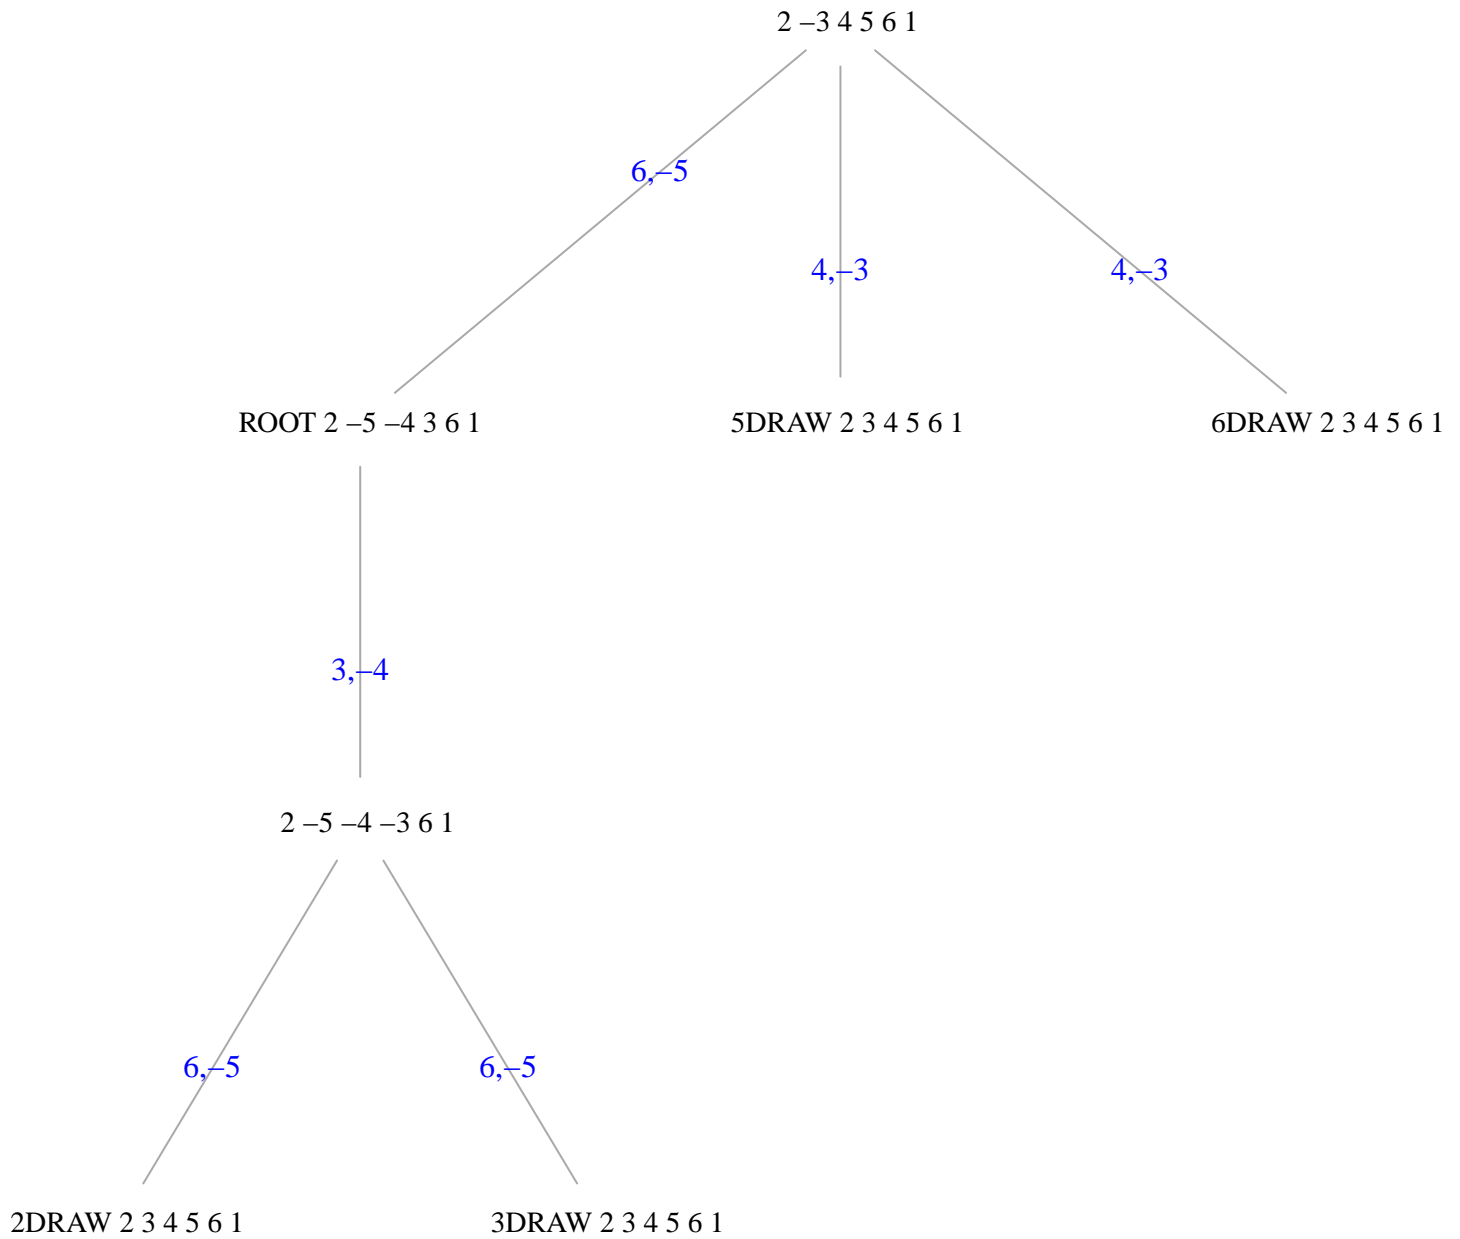 2 –3 4 5 6 1
6,–5
4,–3
4,–3
ROOT 2 –5 –4 3 6 1
5DRAW 2 3 4 5 6 1
6DRAW 2 3 4 5 6 1
3,–4
2 –5 –4 –3 6 1
6,–5
6,–5
2DRAW 2 3 4 5 6 1
3DRAW 2 3 4 5 6 1